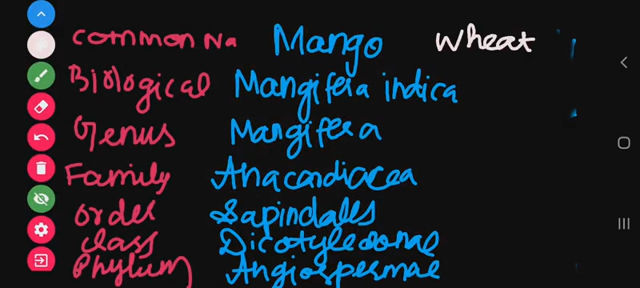 common Na Mango Wheat
Biological Mangifera indica
Genus Mangifera
Family Anacardiacea
order Sapindales
class Dicotyledonae
Phylum Angiospermae